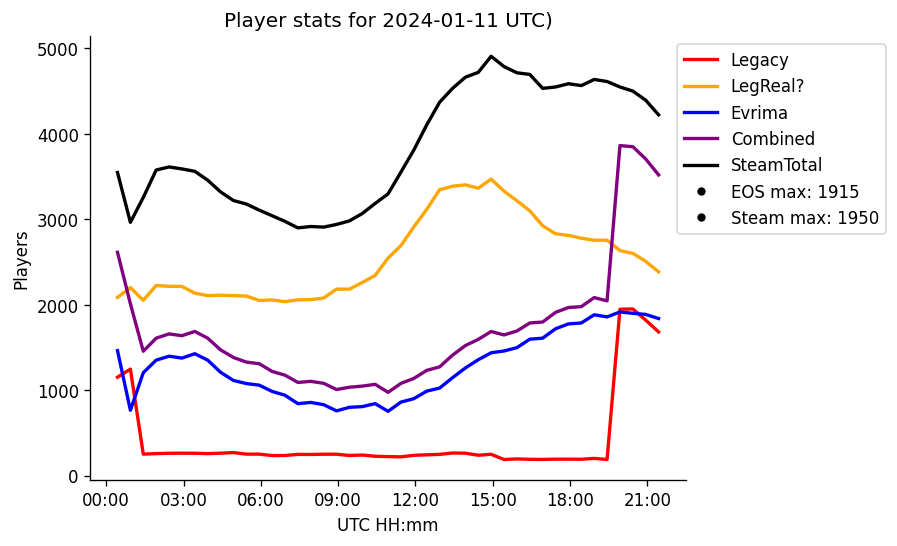 Player stats for 2024-01-11 UTC)
Players
5000
4000
3000
2000
1000
0
00:00 03:00 06:00 09:00 12:00 15:00 18:00 21:00
UTC HH:mm
Legacy
LegReal?
Evrima
Combined
SteamTotal
EOS max: 1915
Steam max: 1950